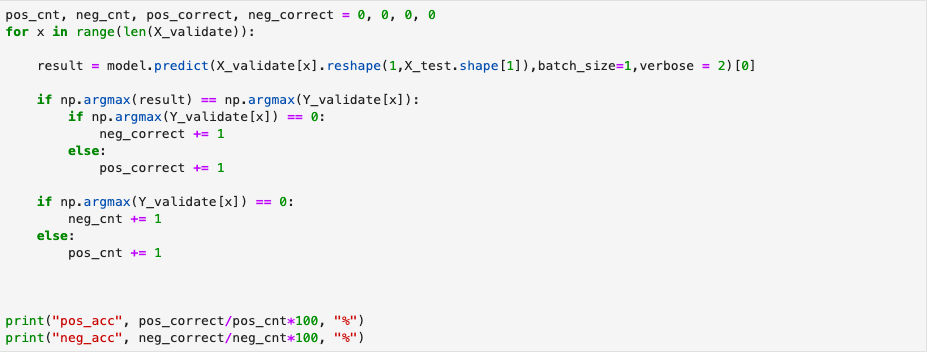 pos_cnt, neg_cnt, pos_correct, neg_correct = 0, 0, 0, 0
for x in range(len(X_validate)):
    result = model.predict(X_validate[x].reshape(1,X_test.shape[1]),batch_size=1,verbose = 2)[0]
    if np.argmax(result) == np.argmax(Y_validate[x]):
        if np.argmax(Y_validate[x]) == 0:
            neg_correct += 1
        else:
            pos_correct += 1
    if np.argmax(Y_validate[x]) == 0:
        neg_cnt += 1
    else:
        pos_cnt += 1
print("pos_acc", pos_correct/pos_cnt*100, "%")
print("neg_acc", neg_correct/neg_cnt*100, "%")